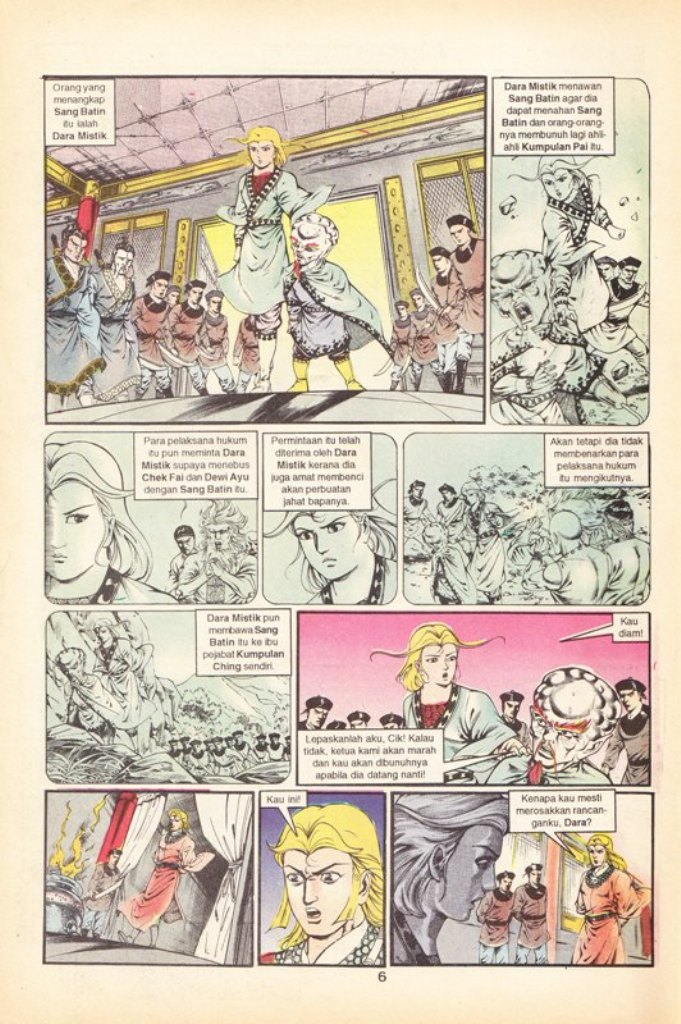 Orang yang
menangkap
Sang Batin
itu ialah
Dara Mistik.
Dara Mistik menawan
Sang Batin agar dia
dapat menahan Sang
Batin dan orang-orang-
nya membunuh lagi ahli-
ahli Kumpulan Pai itu.
Para pelaksana hukum
itu pun meminta Dara
Mistik supaya menebus
Chek Fai dan Dewi Ayu
dengan Sang Batin itu.
Permintaan itu telah
diterima oleh Dara
Mistik kerana dia
juga amat membenci
akan perbuatan
jahat bapanya.
Akan tetapi dia tidak
membenarkan para
pelaksana hukum
itu mengikutnya.
Dara Mistik pun
membawa Sang
Batin itu ke ibu
pejabat Kumpulan
Ching sendiri.
Kau
diam!
Lepaskanlah aku, Cik! Kalau
tidak, ketua kami akan marah
dan kau akan dibunuhnya
apabila dia datang nanti!
Kau ini!
Kenapa kau mesti
merosakkan rancan-
ganku, Dara?
6